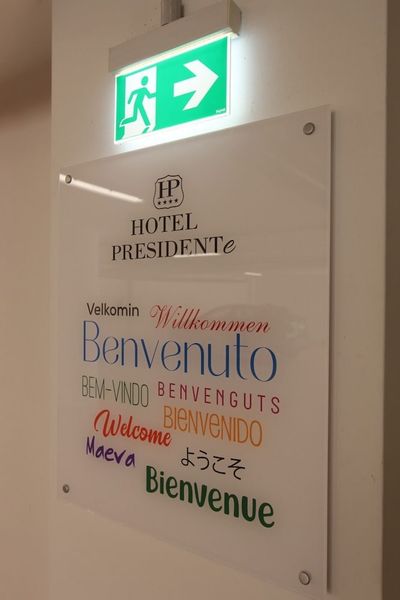 HP
HOTEL
PRESIDENTe
Velkomin Willkommen
Benvenuto
BEM-VINDO BENVENGUTS
Welcome BIENVENIDO
Maeva ようこそ
Bienvenue